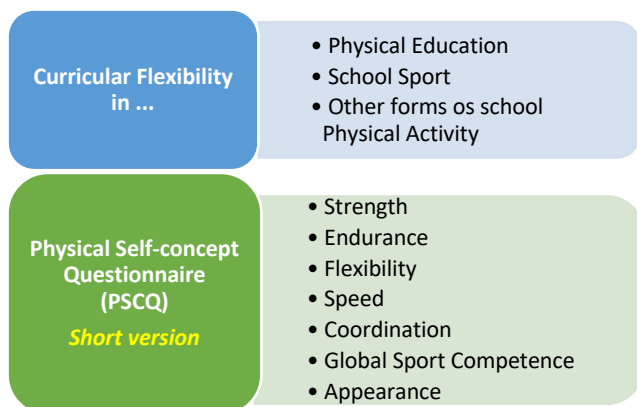 Curricular Flexibility
in ...
• Physical Education
• School Sport
• Other forms os school
Physical Activity
Physical Self-concept
Questionnaire
(PSCQ)
Short version
• Strength
• Endurance
• Flexibility
• Speed
• Coordination
• Global Sport Competence
• Appearance